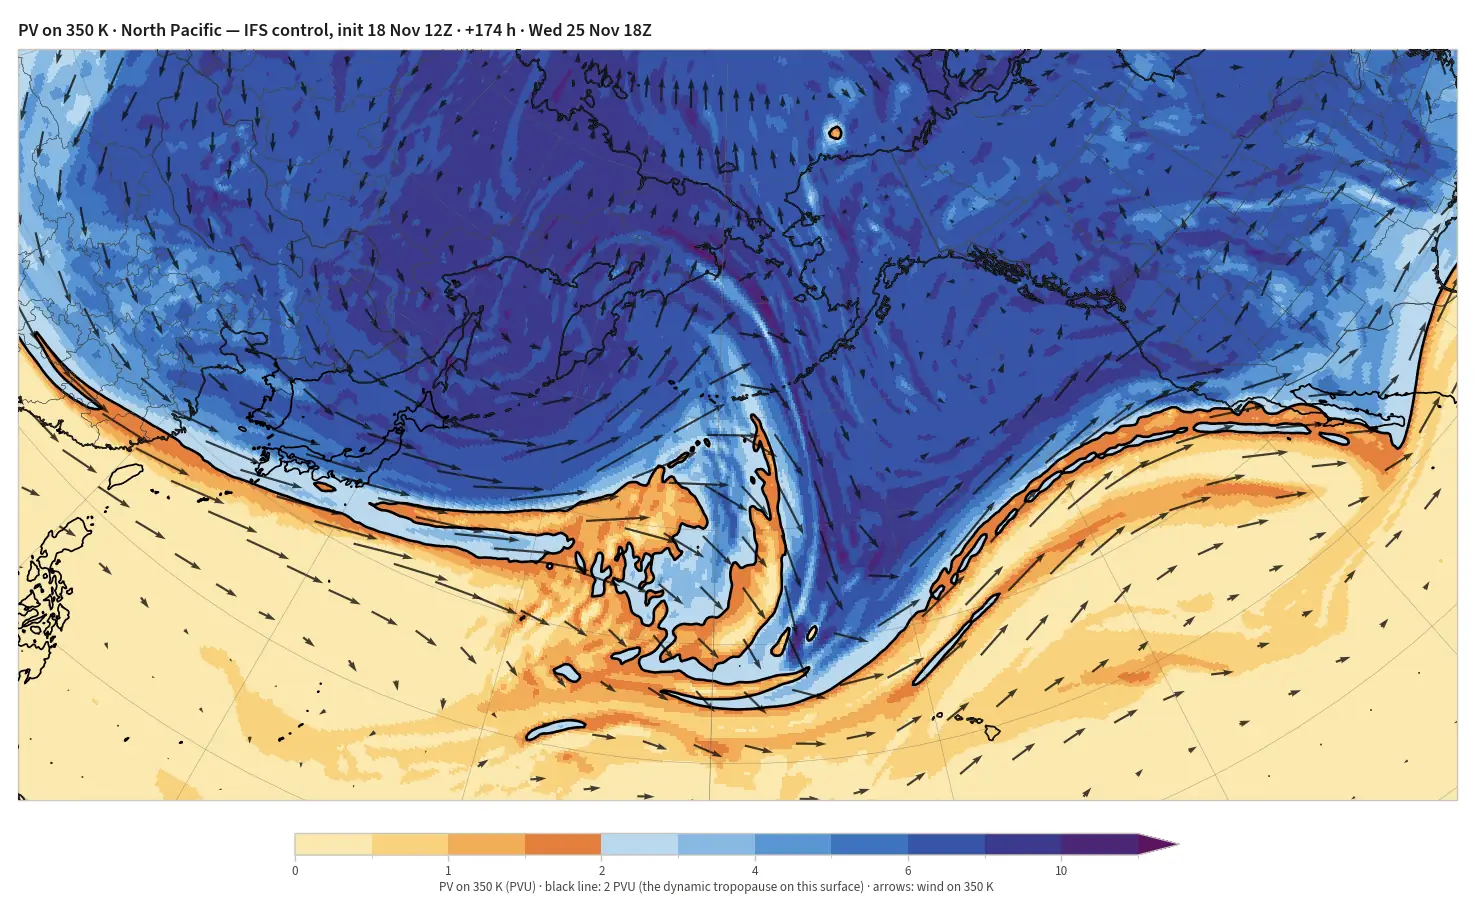 PV on 350 K · North Pacific — IFS control, init 18 Nov 12Z · +174 h · Wed 25 Nov 18Z
0 1 2 4 6 10
PV on 350 K (PVU) · black line: 2 PVU (the dynamic tropopause on this surface) · arrows: wind on 350 K